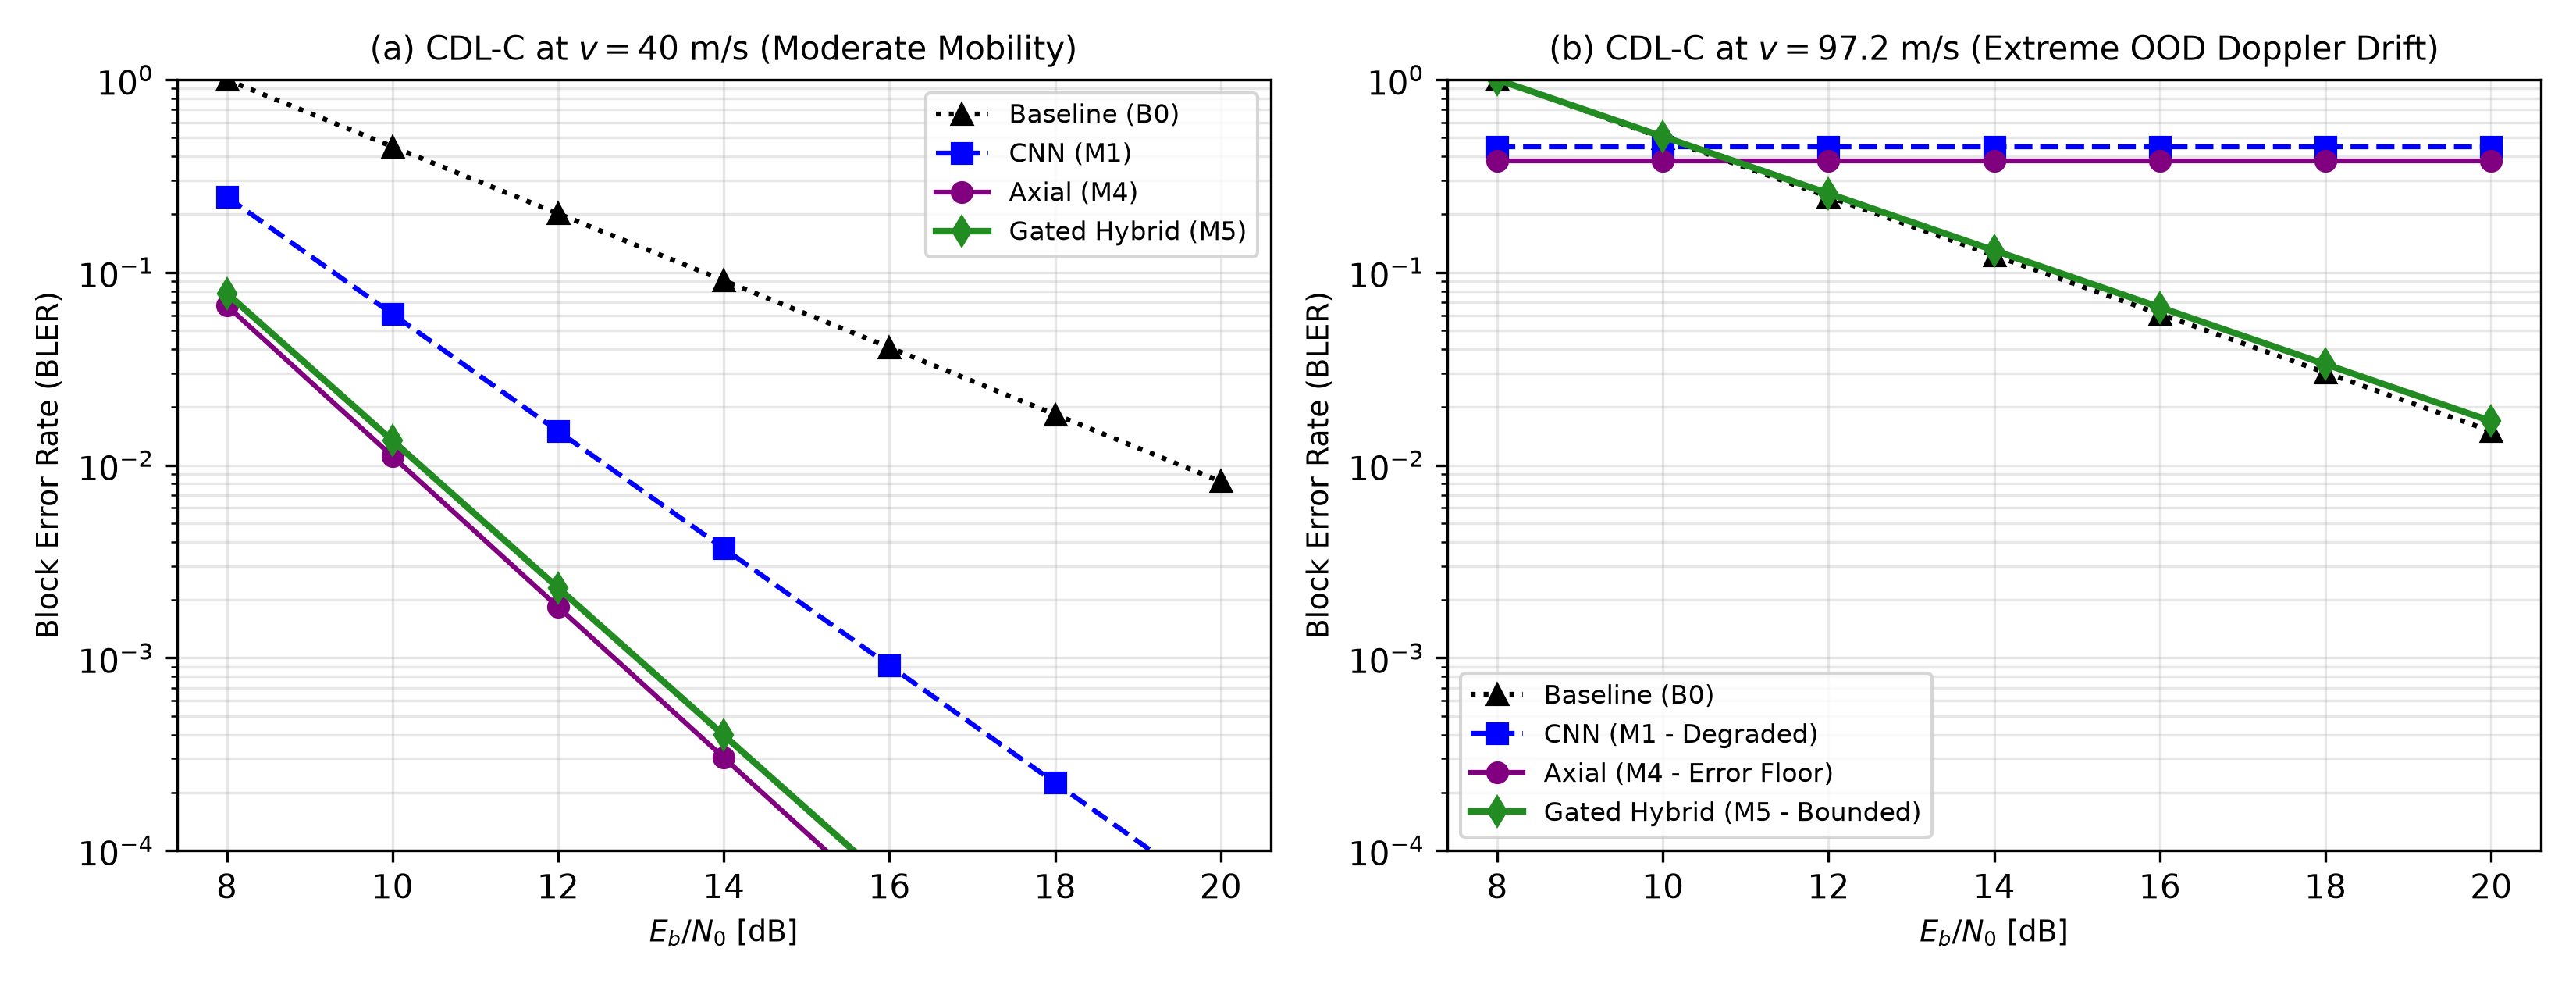 (a) CDL-C at v = 40 m/s (Moderate Mobility)
10⁰
10⁻¹
10⁻²
10⁻³
10⁻⁴
Block Error Rate (BLER)
Baseline (B0)
CNN (M1)
Axial (M4)
Gated Hybrid (M5)
8 10 12 14 16 18 20
E_b/N_0 [dB]
(b) CDL-C at v = 97.2 m/s (Extreme OOD Doppler Drift)
10⁰
10⁻¹
10⁻²
10⁻³
10⁻⁴
Block Error Rate (BLER)
Baseline (B0)
CNN (M1 - Degraded)
Axial (M4 - Error Floor)
Gated Hybrid (M5 - Bounded)
8 10 12 14 16 18 20
E_b/N_0 [dB]